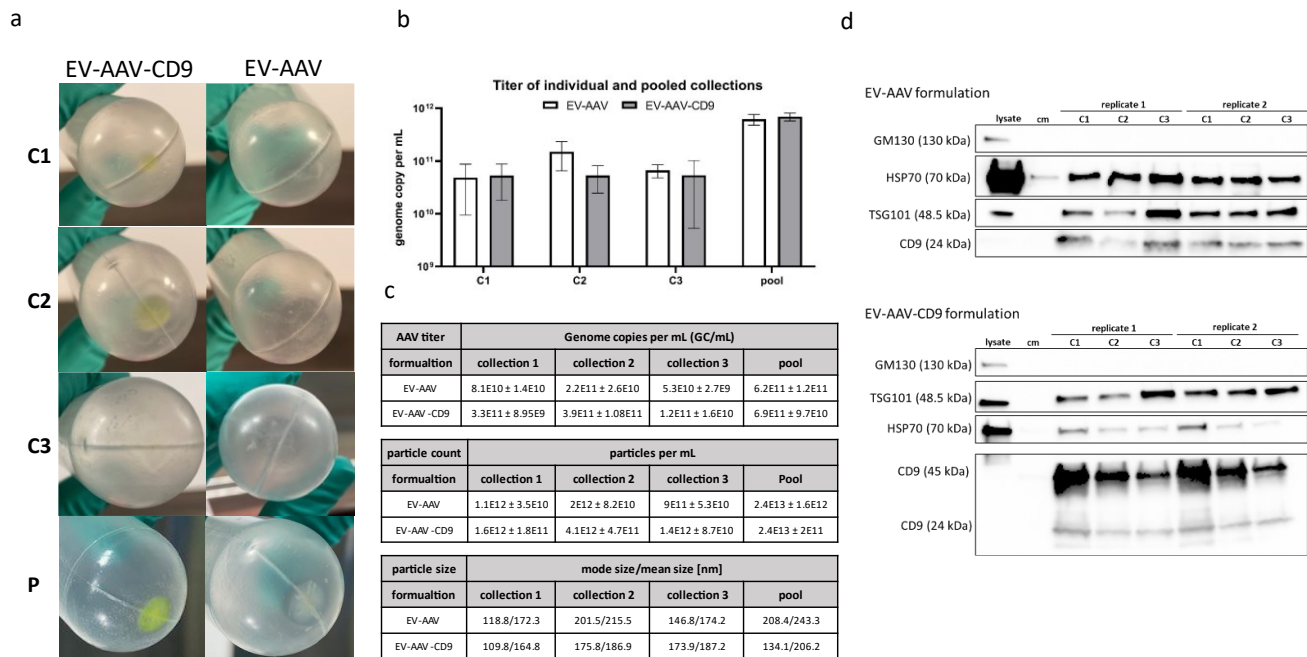 a
EV-AAV-CD9 EV-AAV
C1
C2
C3
P
b
Titer of individual and pooled collections
EV-AAV EV-AAV-CD9
genome copy per mL
10¹²
10¹¹
10¹⁰
10⁹
C1 C2 C3 pool
c
AAV titer Genome copies per mL (GC/mL)
formualtion collection 1 collection 2 collection 3 pool
EV-AAV 8.1E10 ± 1.4E10 2.2E11 ± 2.6E10 5.3E10 ± 2.7E9 6.2E11 ± 1.2E11
EV-AAV -CD9 3.3E11 ± 8.95E9 3.9E11 ± 1.08E11 1.2E11 ± 1.6E10 6.9E11 ± 9.7E10
particle count particles per mL
formualtion collection 1 collection 2 collection 3 Pool
EV-AAV 1.1E12 ± 3.5E10 2E12 ± 8.2E10 9E11 ± 5.3E10 2.4E13 ± 1.6E12
EV-AAV -CD9 1.6E12 ± 1.8E11 4.1E12 ± 4.7E11 1.4E12 ± 8.7E10 2.4E13 ± 2E11
particle size mode size/mean size [nm]
formualtion collection 1 collection 2 collection 3 pool
EV-AAV 118.8/172.3 201.5/215.5 146.8/174.2 208.4/243.3
EV-AAV -CD9 109.8/164.8 175.8/186.9 173.9/187.2 134.1/206.2
d
EV-AAV formulation
replicate 1 replicate 2
lysate cm C1 C2 C3 C1 C2 C3
GM130 (130 kDa)
HSP70 (70 kDa)
TSG101 (48.5 kDa)
CD9 (24 kDa)
EV-AAV-CD9 formulation
replicate 1 replicate 2
lysate cm C1 C2 C3 C1 C2 C3
GM130 (130 kDa)
TSG101 (48.5 kDa)
HSP70 (70 kDa)
CD9 (45 kDa)
CD9 (24 kDa)